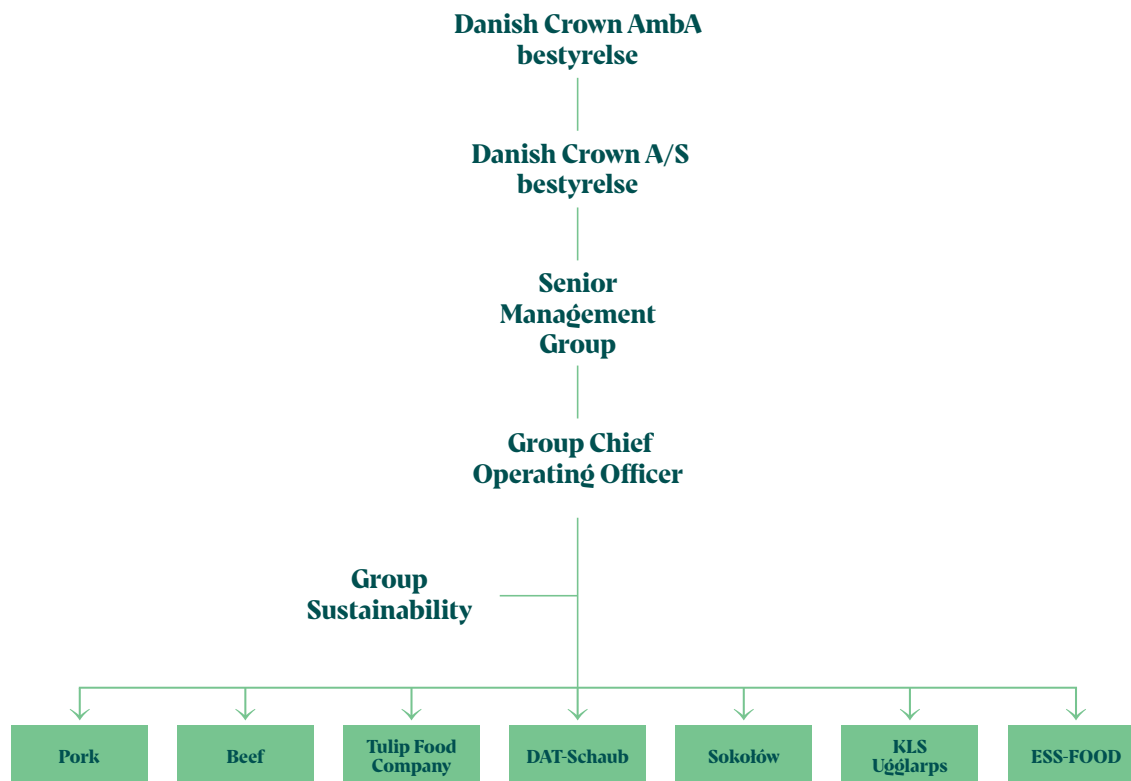 Danish Crown AmbA
bestyrelse
Danish Crown A/S
bestyrelse
Senior
Management
Group
Group Chief
Operating Officer
Group
Sustainability
Pork
Beef
Tulip Food
Company
DAT-Schaub
Sokołów
KLS
Ugglarps
ESS-FOOD